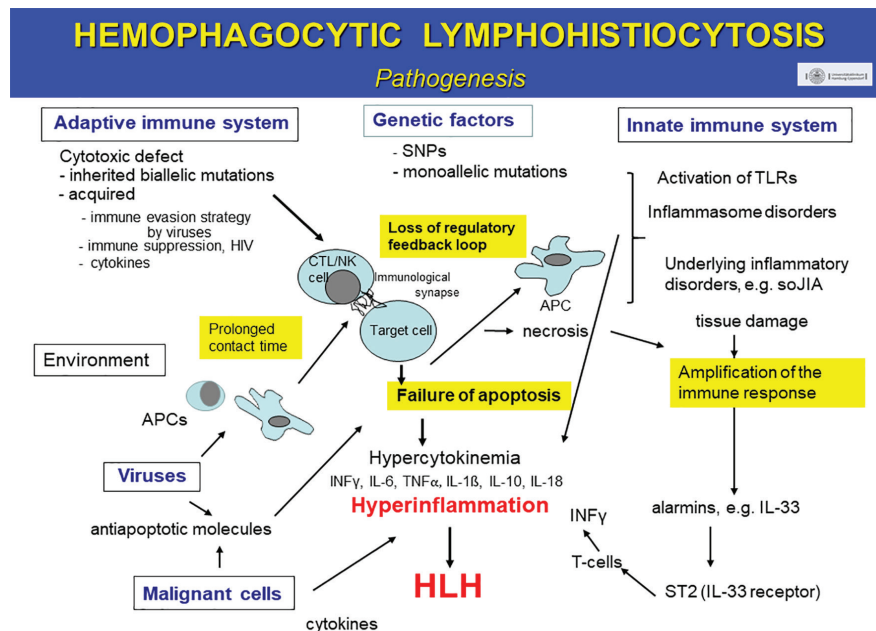 HEMOPHAGOCYTIC LYMPHOHISTIOCYTOSIS
Pathogenesis
Adaptive immune system
Cytotoxic defect
- inherited biallelic mutations
- acquired
- immune evasion strategy
by viruses
- immune suppression, HIV
- cytokines
Genetic factors
- SNPs
- monoallelic mutations
Innate immune system
Activation of TLRs
Inflammasome disorders
Underlying inflammatory
disorders, e.g. soJIA
Loss of regulatory
feedback loop
CTL/NK
cell
Immunological
synapse
Target cell
APC
necrosis
tissue damage
Prolonged
contact time
Environment
APCs
Failure of apoptosis
Amplification of the
immune response
Viruses
antiapoptotic molecules
Malignant cells
cytokines
Hypercytokinemia
INFγ, IL-6, TNFα, IL-1ß, IL-10, IL-18
Hyperinflammation
HLH
INFγ
T-cells
alarmins, e.g. IL-33
ST2 (IL-33 receptor)